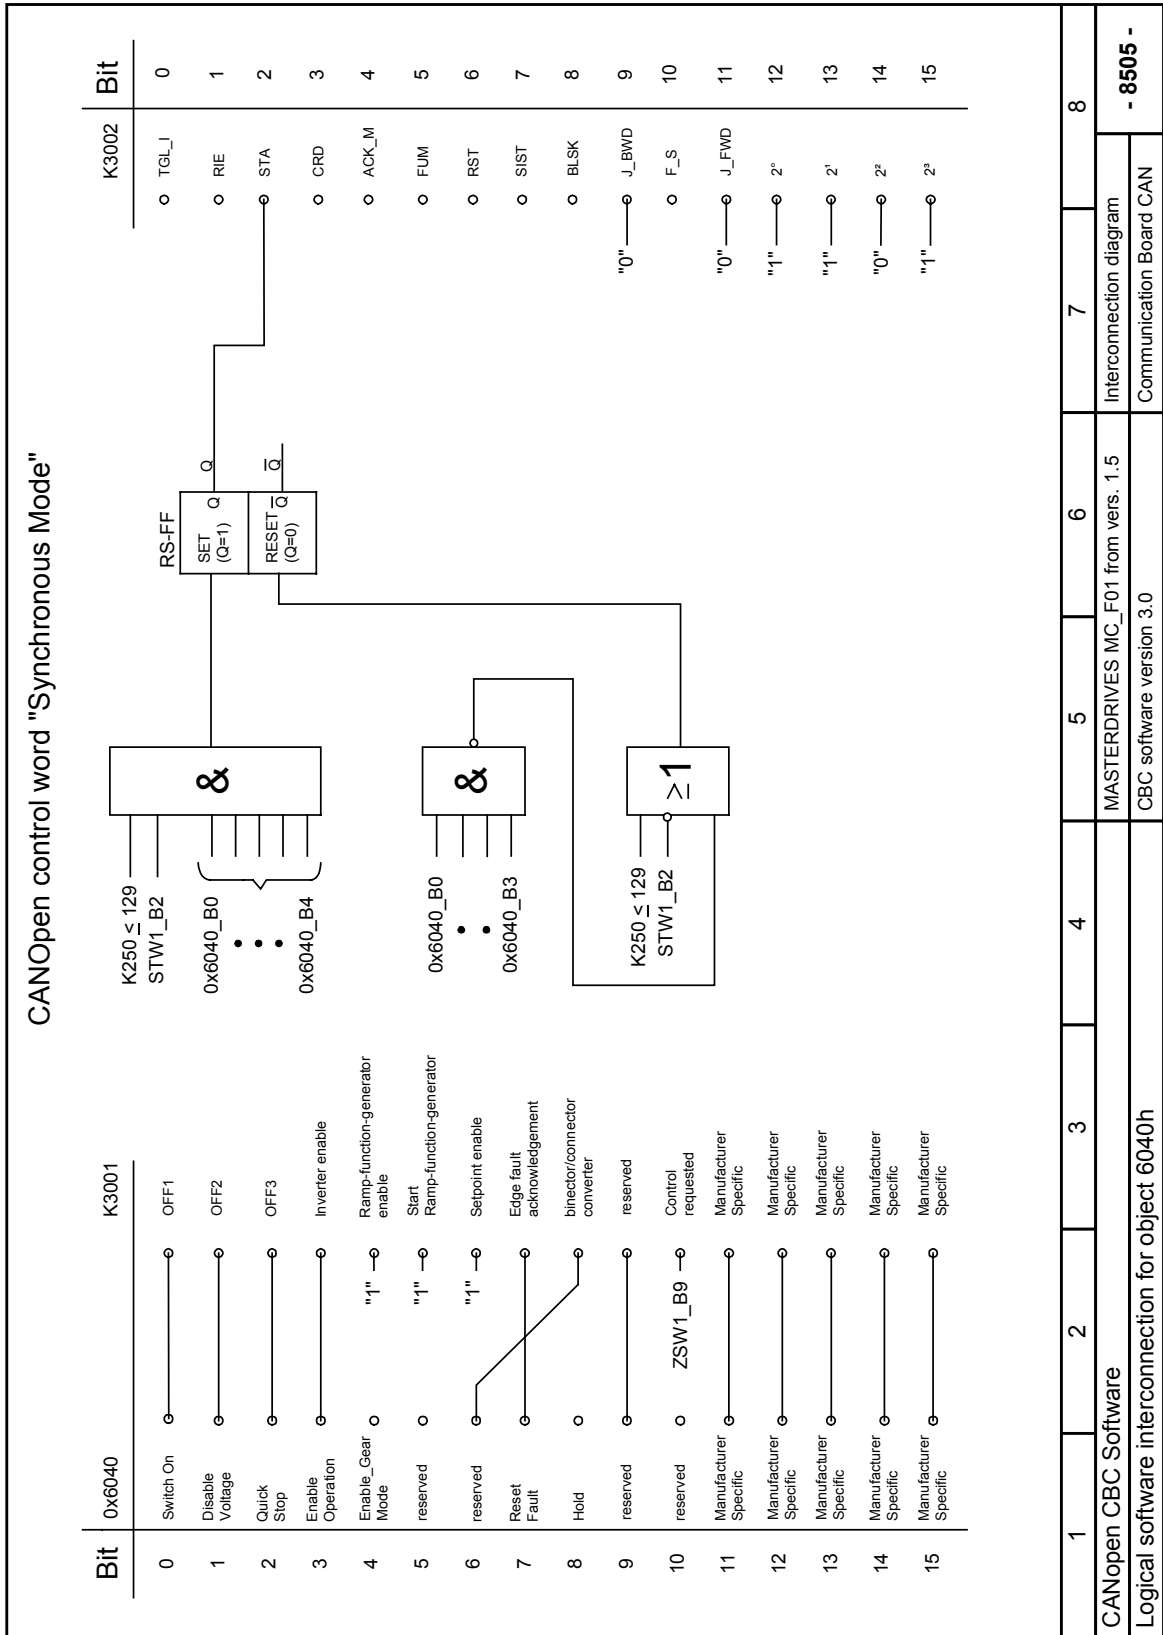 CANOpen control word "Synchronous Mode"
Bit 0x6040 K3001
0 Switch On OFF1
1 Disable
Voltage OFF2
2 Quick
Stop OFF3
3 Enable
Operation Inverter enable
4 Enable_Gear
Mode "1" Ramp-function-generator
enable
5 reserved "1" Start
Ramp-function-generator
6 reserved "1" Setpoint enable
7 Reset
Fault Edge fault
acknowledgement
8 Hold binector/connector
converter
9 reserved reserved
10 reserved ZSW1_B9 Control
requested
11 Manufacturer
Specific Manufacturer
Specific
12 Manufacturer
Specific Manufacturer
Specific
13 Manufacturer
Specific Manufacturer
Specific
14 Manufacturer
Specific Manufacturer
Specific
15 Manufacturer
Specific Manufacturer
Specific
K250 ≤ 129
STW1_B2
0x6040_B0
0x6040_B4
&
0x6040_B0
0x6040_B3
&
K250 ≤ 129
STW1_B2
≥1
RS-FF
SET
(Q=1) Q Q
RESET
(Q=0) Q̅ Q̅
K3002 Bit
TGL_I 0
RIE 1
STA 2
CRD 3
ACK_M 4
FUM 5
RST 6
SIST 7
BLSK 8
"0" J_BWD 9
F_S 10
"0" J_FWD 11
"1" 2° 12
"1" 2¹ 13
"0" 2² 14
"1" 2³ 15
1 2 3 4 5 6 7 8
CANopen CBC Software MASTERDRIVES MC_F01 from vers. 1.5 Interconnection diagram - 8505 -
Logical software interconnection for object 6040h CBC software version 3.0 Communication Board CAN